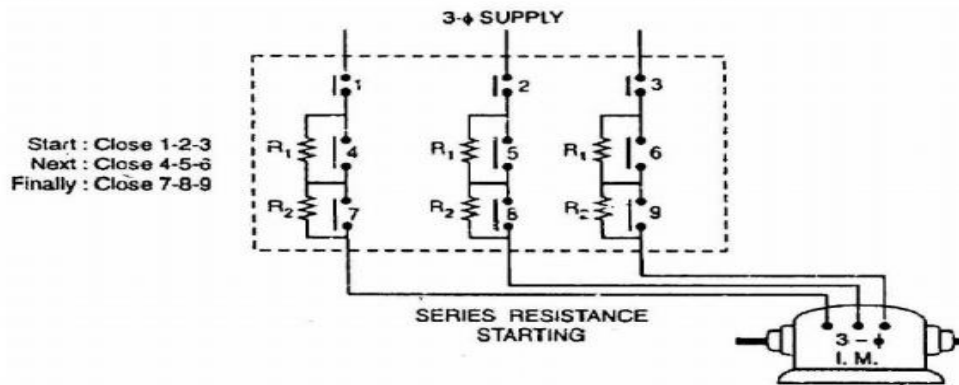 3-ɸ SUPPLY
1
2
3
Start : Close 1-2-3
Next : Close 4-5-6
Finally : Close 7-8-9
R1
4
R1
5
R1
6
R2
7
R2
8
R2
9
SERIES RESISTANCE
STARTING
3 - ɸ
I. M.